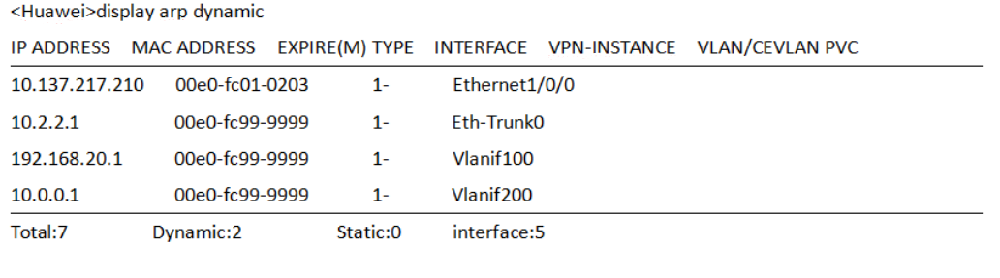 <Huawei>display arp dynamic
IP ADDRESS MAC ADDRESS EXPIRE(M) TYPE INTERFACE VPN-INSTANCE VLAN/CEVLAN PVC
10.137.217.210 00e0-fc01-0203 1- Ethernet1/0/0
10.2.2.1 00e0-fc99-9999 1- Eth-Trunk0
192.168.20.1 00e0-fc99-9999 1- Vlanif100
10.0.0.1 00e0-fc99-9999 1- Vlanif200
Total:7 Dynamic:2 Static:0 interface:5